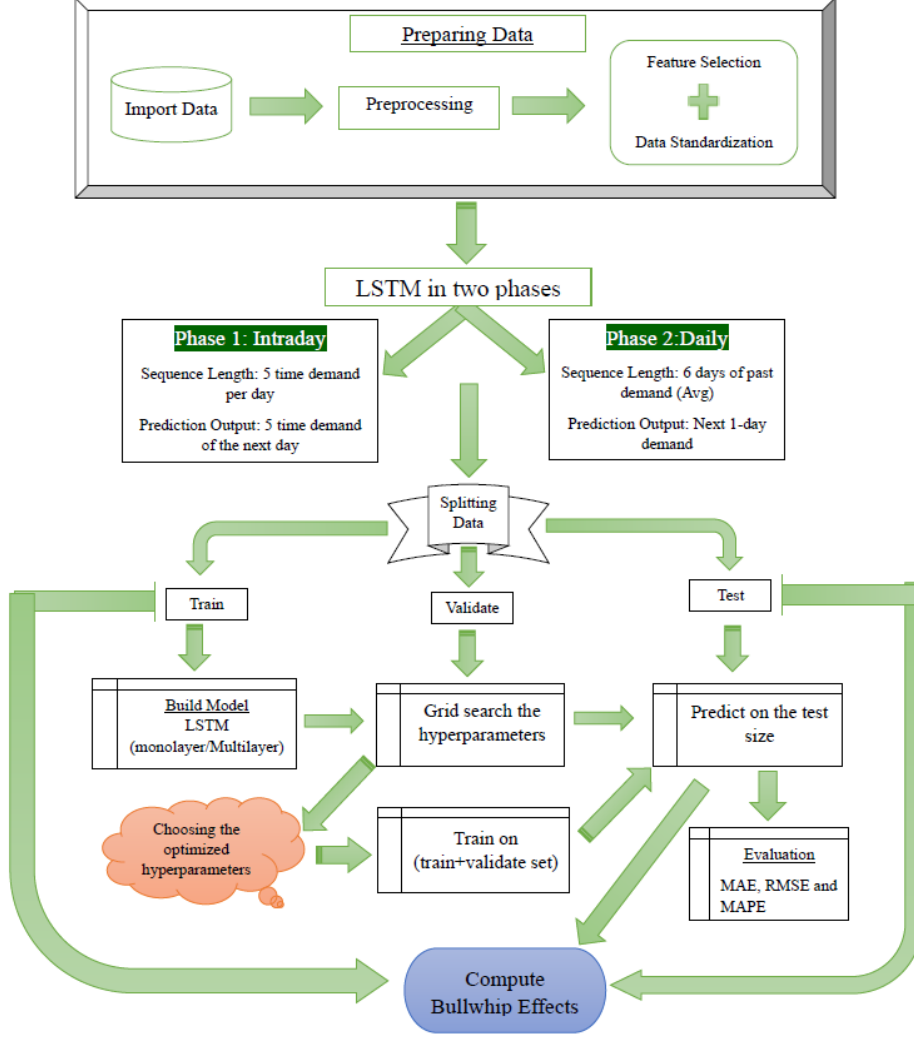 Preparing Data
Import Data
Preprocessing
Feature Selection
Data Standardization
LSTM in two phases
Phase 1: Intraday
Sequence Length: 5 time demand
per day
Prediction Output: 5 time demand
of the next day
Phase 2:Daily
Sequence Length: 6 days of past
demand (Avg)
Prediction Output: Next 1-day
demand
Splitting
Data
Train
Validate
Test
Build Model
LSTM
(monolayer/Multilayer)
Grid search the
hyperparameters
Predict on the test
size
Choosing the
optimized
hyperparameters
Train on
(train+validate set)
Evaluation
MAE, RMSE and
MAPE
Compute
Bullwhip Effects